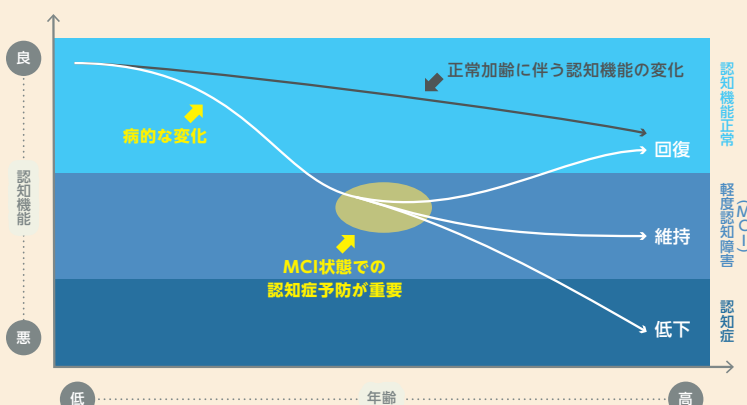 良
正常加齢に伴う認知機能の変化
病的な変化
認知機能正常
回復
認知機能
軽度認知障害
(MCI)
維持
MCI状態での
認知症予防が重要
認知症
低下
悪
低
年齢
高